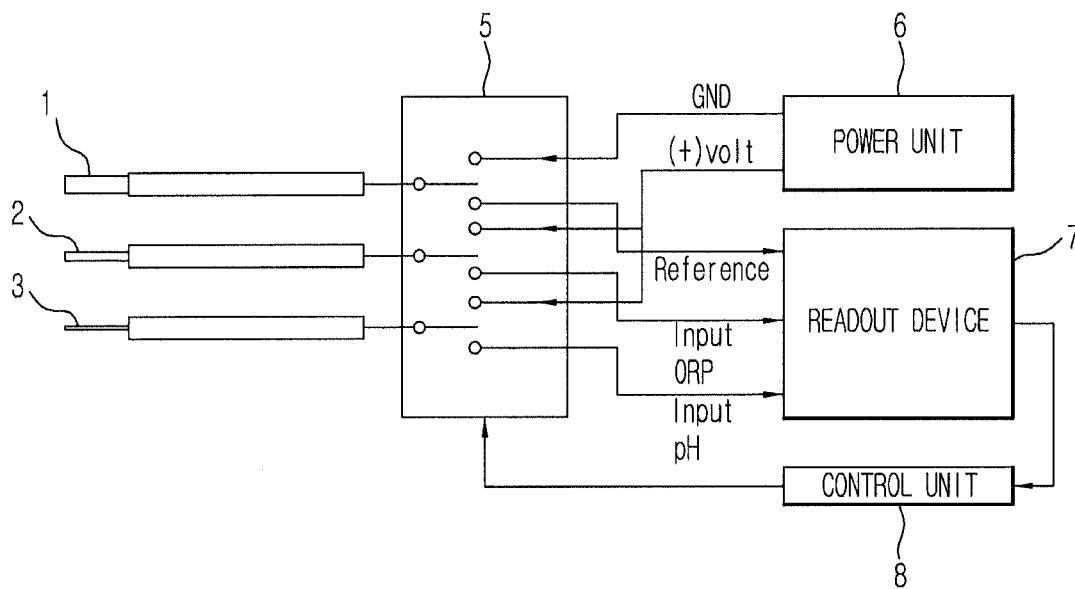 5
6
1
GND
POWER UNIT
(+)volt
2
7
Reference
3
READOUT DEVICE
Input
ORP
Input
pH
CONTROL UNIT
8